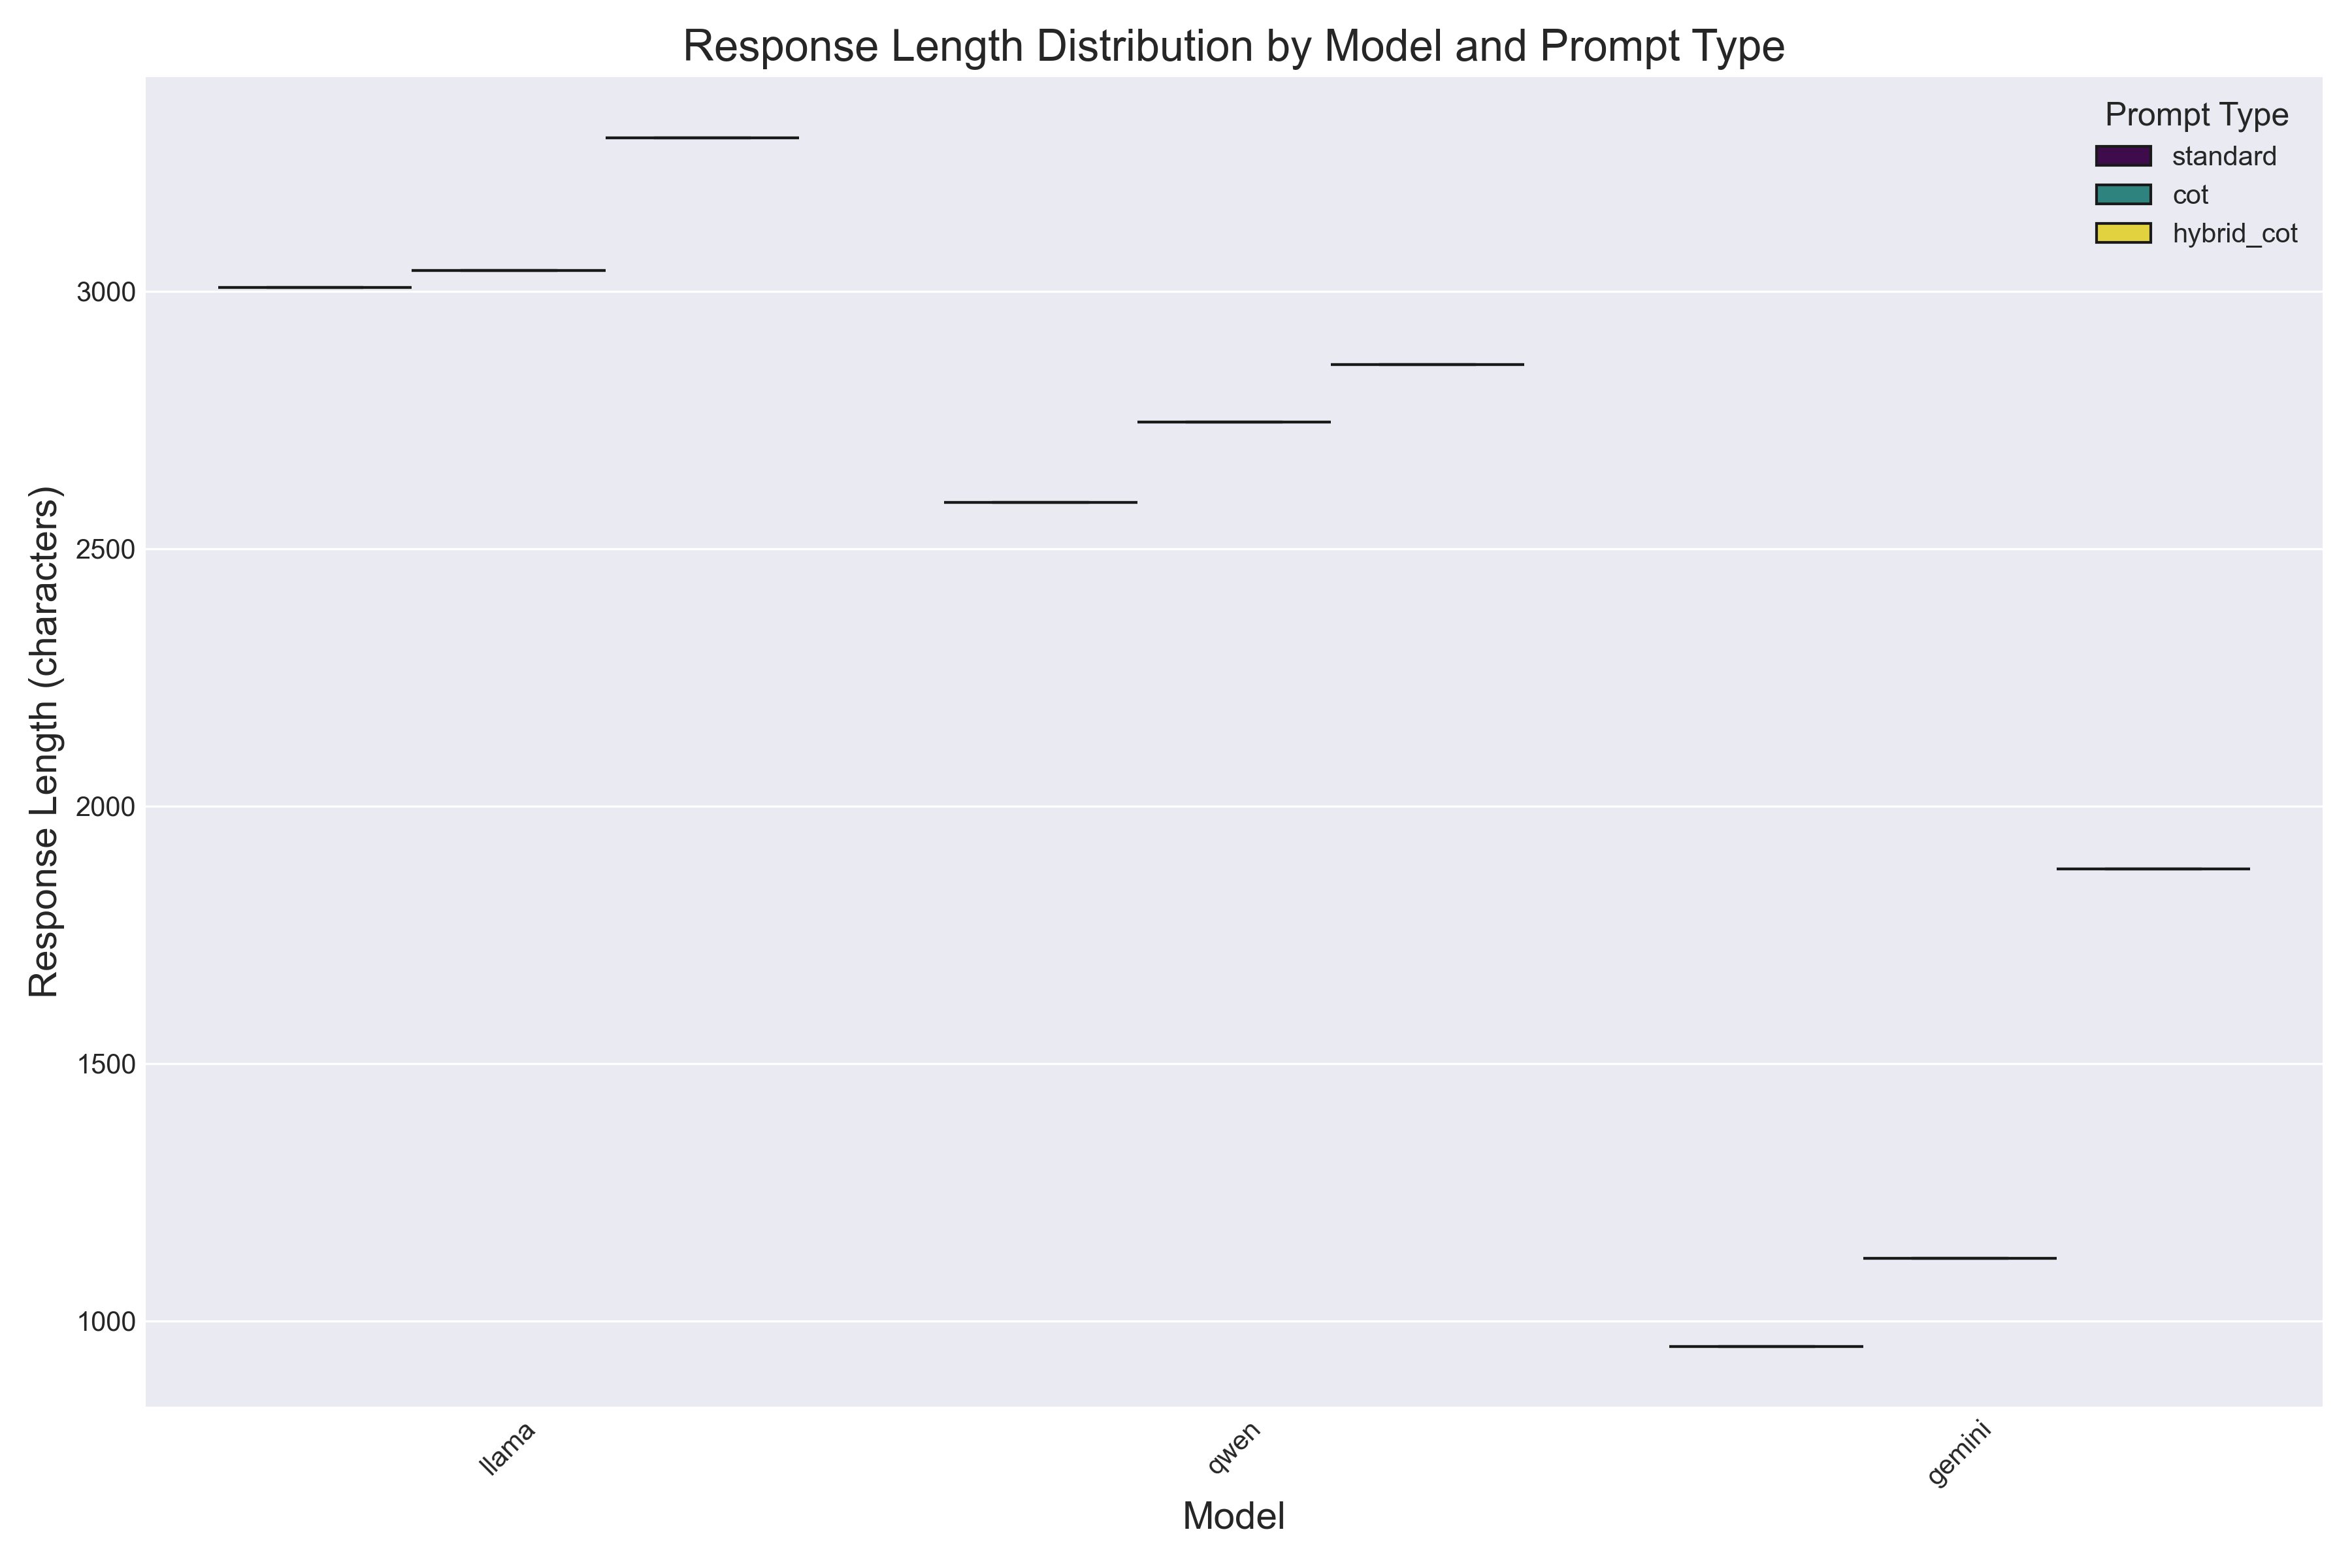 Response Length Distribution by Model and Prompt Type
Prompt Type
standard
cot
hybrid_cot
Response Length (characters)
3000
2500
2000
1500
1000
llama
qwen
gemini
Model